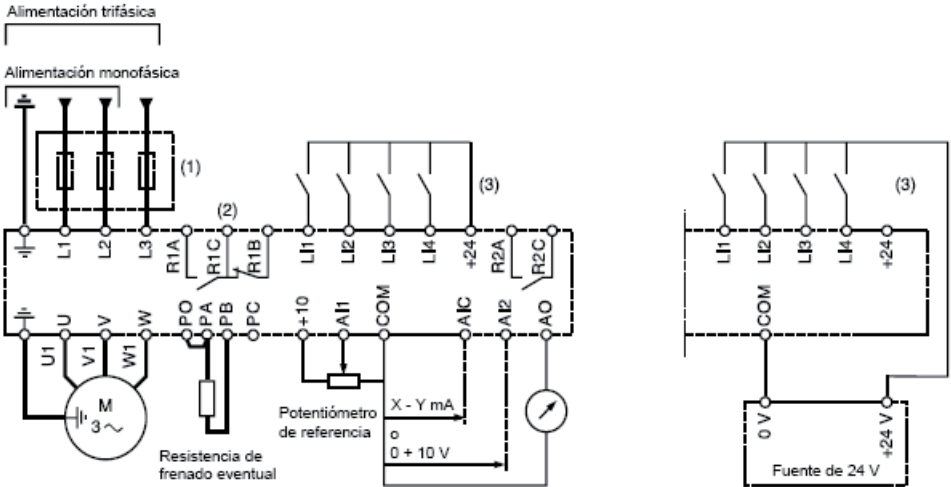 Alimentación trifásica
Alimentación monofásica
(1)
(2)
(3)
(3)
L1
L2
L3
R1A
R1C
R1B
LI1
LI2
LI3
LI4
+24
R2A
R2C
LI1
LI2
LI3
LI4
+24
U
V
W
PO
PA
PB
PC
+10
AI1
COM
AIC
AI2
AO
COM
U1
V1
W1
M
3
Potentiómetro
de referencia
X - Y mA
o
0 + 10 V
Resistencia de
frenado eventual
0 V
+24 V
Fuente de 24 V